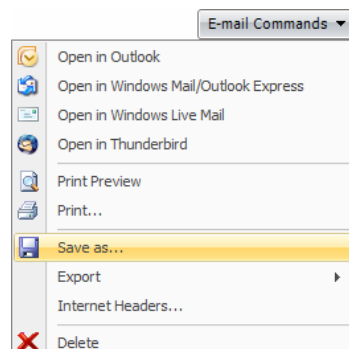 E-mail Commands
Open in Outlook
Open in Windows Mail/Outlook Express
Open in Windows Live Mail
Open in Thunderbird
Print Preview
Print...
Save as...
Export
Internet Headers...
Delete